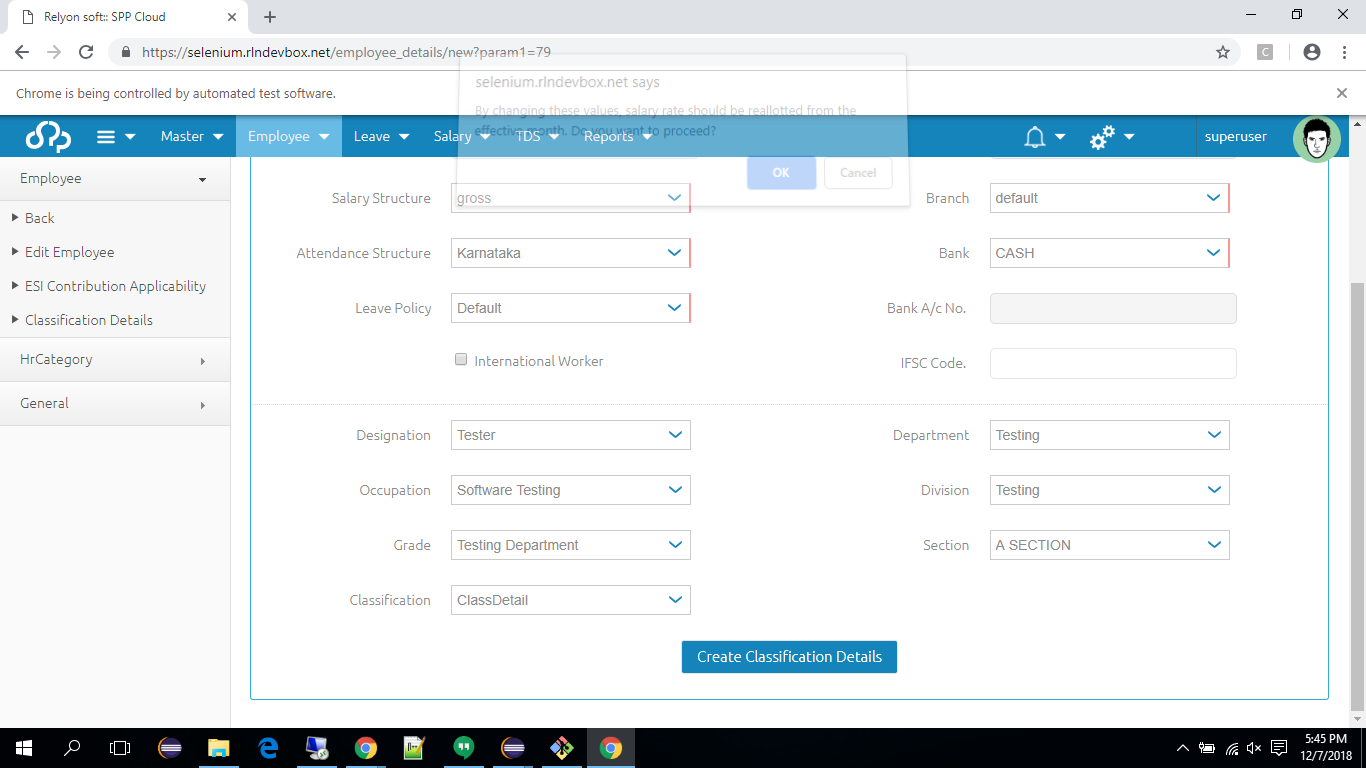 Relyon soft:: SPP Cloud
https://selenium.rlndevbox.net/employee_details/new?param1=79
C
selenium.rlndevbox.net says
Chrome is being controlled by automated test software.
By changing these values, salary rate should be reallotted from the
effective month. Do you want to proceed?
Master Employee Leave Salary TDS Reports superuser
OK Cancel
Employee
Back
Edit Employee
ESI Contribution Applicability
Classification Details
HrCategory
General
Salary Structure gross Branch default
Attendance Structure Karnataka Bank CASH
Leave Policy Default Bank A/c No.
International Worker IFSC Code.
Designation Tester Department Testing
Occupation Software Testing Division Testing
Grade Testing Department Section A SECTION
Classification ClassDetail
Create Classification Details
5:45 PM
12/7/2018